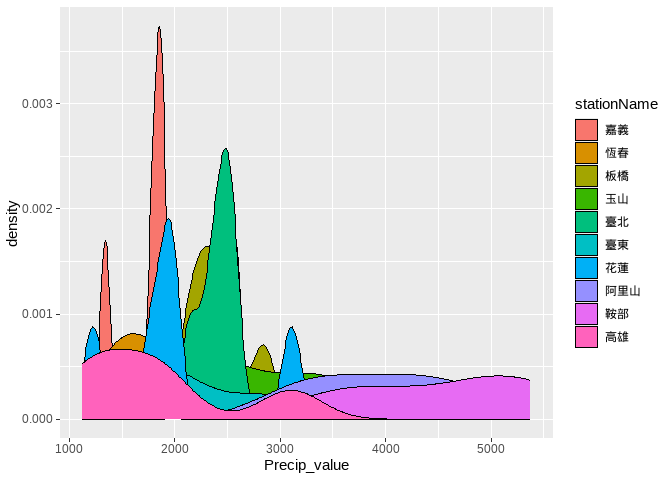 density
0.003
0.002
0.001
0.000
1000 2000 3000 4000 5000
Precip_value
stationName
嘉義
恆春
板橋
玉山
臺北
臺東
花蓮
阿里山
鞍部
高雄